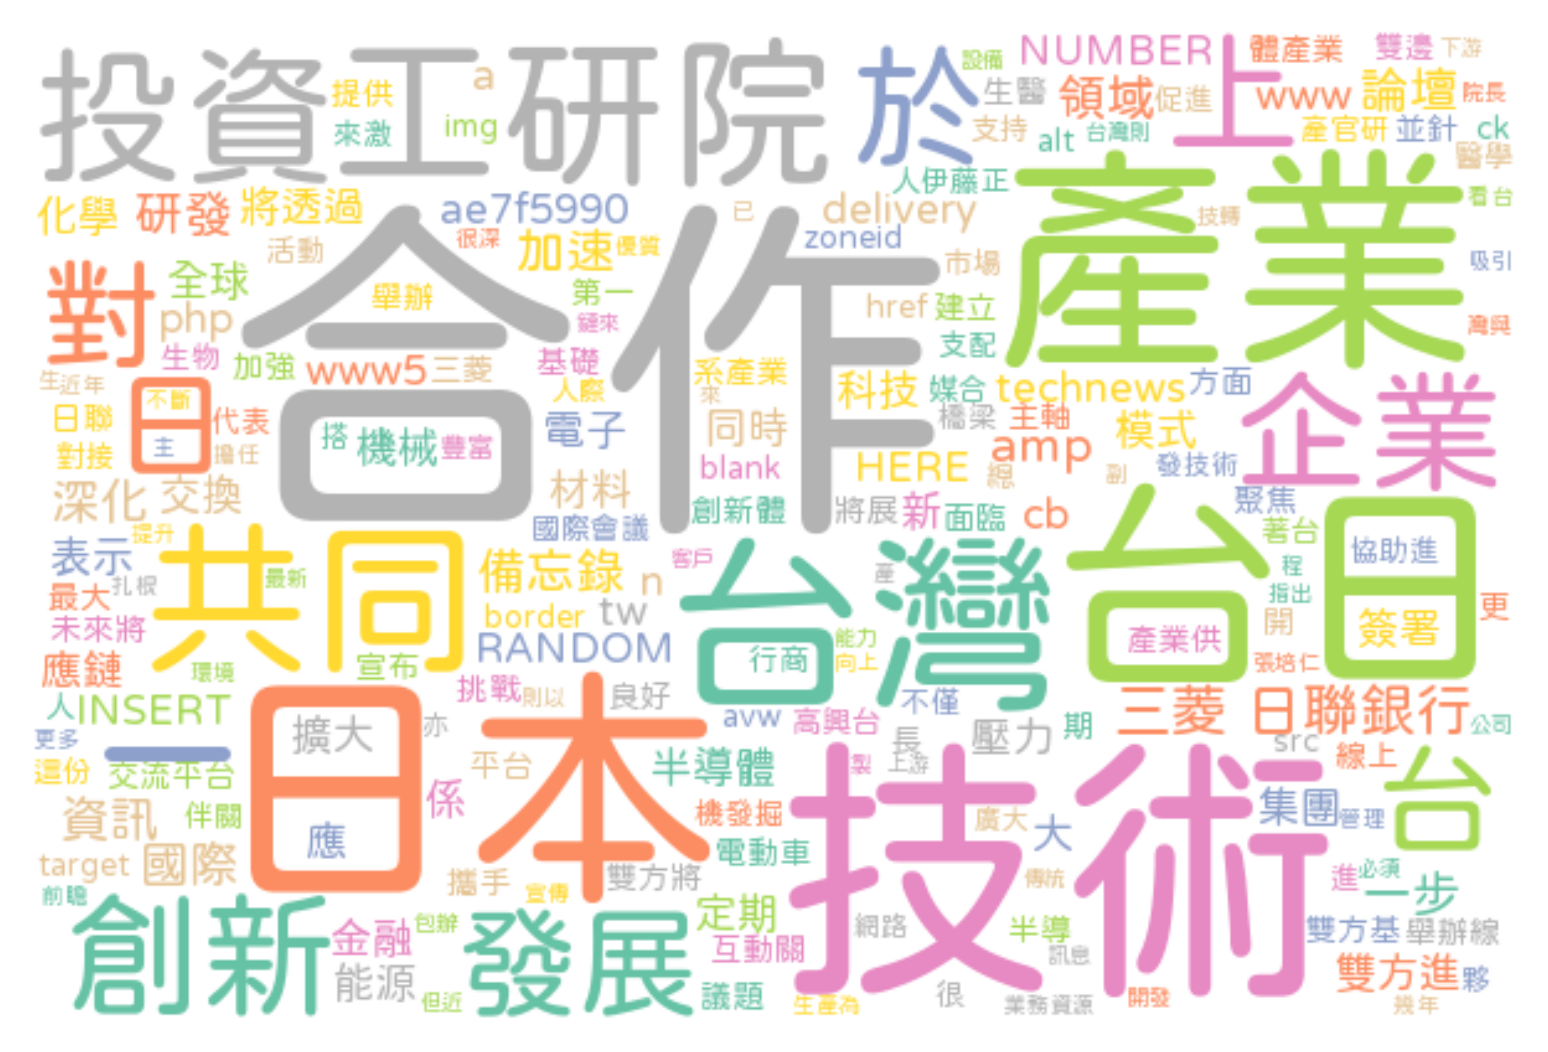 投資 工研院 於 上
提供 a 來激 img
設備 生醫 NUMBER 體產業 雙邊 下游
支持 alt 台灣則 領域 促進 www 論壇 院長
產官研 並針 ck 醫學
人伊藤正 產業 技轉 看台
化學 研發 將透過 ae7f5990 已 delivery
活動 很深 加速 優質 zoneid 吸引
對 全球 合作 舉辦 第一 市場
php 鏈來 href 建立 灣與
生物 加強 www5 三菱 基礎 支配
生 近年 人際 系產業 來 科技 媒合 technews 方面
日聯 日 不斷 主 代表 搭 機械 豐富 電子 同時 橋梁 主軸 模式 企業
對接 擔任 blank HERE amp 總 副 發技術
深化 交換 材料 創新體 將展 新 面臨 cb 聚焦
提升 國際會議 著台
表示 共同 最新 備忘錄 n 客戶 台灣 產 台日 協助進 程
最大 扎根 border tw 指出 更
未來將 RANDOM 行商 能力 向上 產業供 開 簽署
應鏈 環境 宣布 張培仁
人 INSERT 挑戰 則以 良好 avw 高興台 不僅 三菱日聯銀行 公司
更多 一 日本 擴大 亦 長 壓力 期 src
這份 交流平台 平台 半導體 製 上游 線上 台
資訊 伴關 應 係 機發掘 技術 廣大 大 集團 管理
target 國際 攜手 宣傳 雙方將 電動車 傳統 進 必須 一步
前瞻 創新 金融 包辦 發展 定期 網路 半導 雙方基 舉辦線
能源 互動關 訊息 雙方進 夥
但近 議題 生產為 很 業務資源 開發 幾年